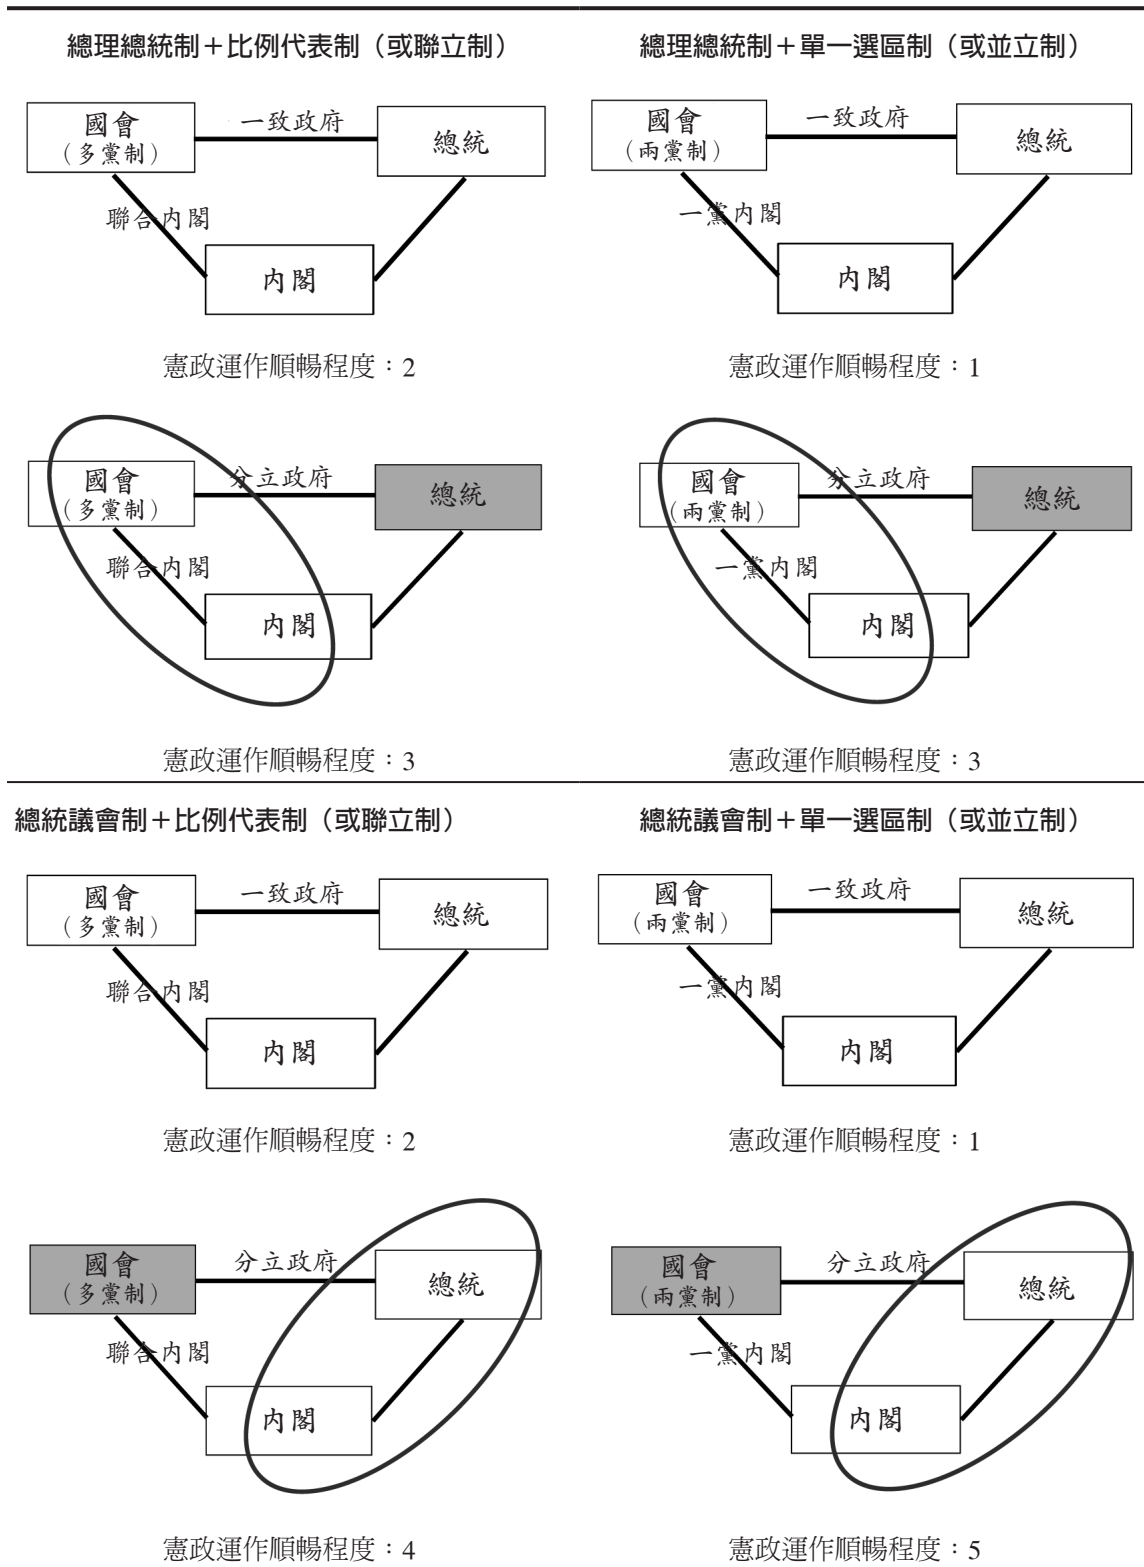 總理總統制＋比例代表制（或聯立制）
總理總統制＋單一選區制（或並立制）
國會
（多黨制）
一致政府
總統
聯合內閣
內閣
憲政運作順暢程度：2
國會
（兩黨制）
一致政府
總統
一黨內閣
內閣
憲政運作順暢程度：1
國會
（多黨制）
分立政府
總統
聯合內閣
內閣
憲政運作順暢程度：3
國會
（兩黨制）
分立政府
總統
一黨內閣
內閣
憲政運作順暢程度：3
總統議會制＋比例代表制（或聯立制）
總統議會制＋單一選區制（或並立制）
國會
（多黨制）
一致政府
總統
聯合內閣
內閣
憲政運作順暢程度：2
國會
（兩黨制）
一致政府
總統
一黨內閣
內閣
憲政運作順暢程度：1
國會
（多黨制）
分立政府
總統
聯合內閣
內閣
憲政運作順暢程度：4
國會
（兩黨制）
分立政府
總統
一黨內閣
內閣
憲政運作順暢程度：5